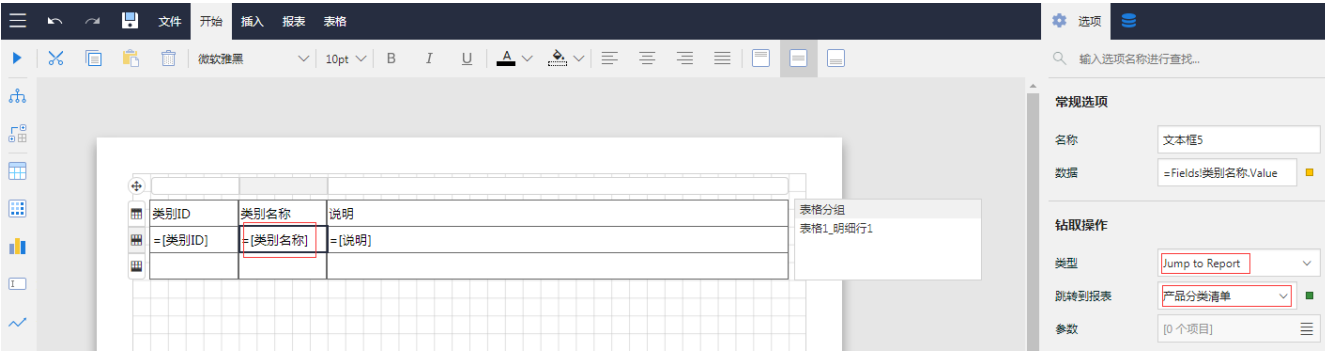 文件 开始 插入 报表 表格 选项
微软雅黑 10pt B I U A 输入选项名称进行查找...
常规选项
名称 文本框5
数据 =Fields!类别名称.Value
类别ID 类别名称 说明 表格分组
=[类别ID] =[类别名称] =[说明] 表格1_明细行1
钻取操作
类型 Jump to Report
跳转到报表 产品分类清单
参数 [0 个项目]